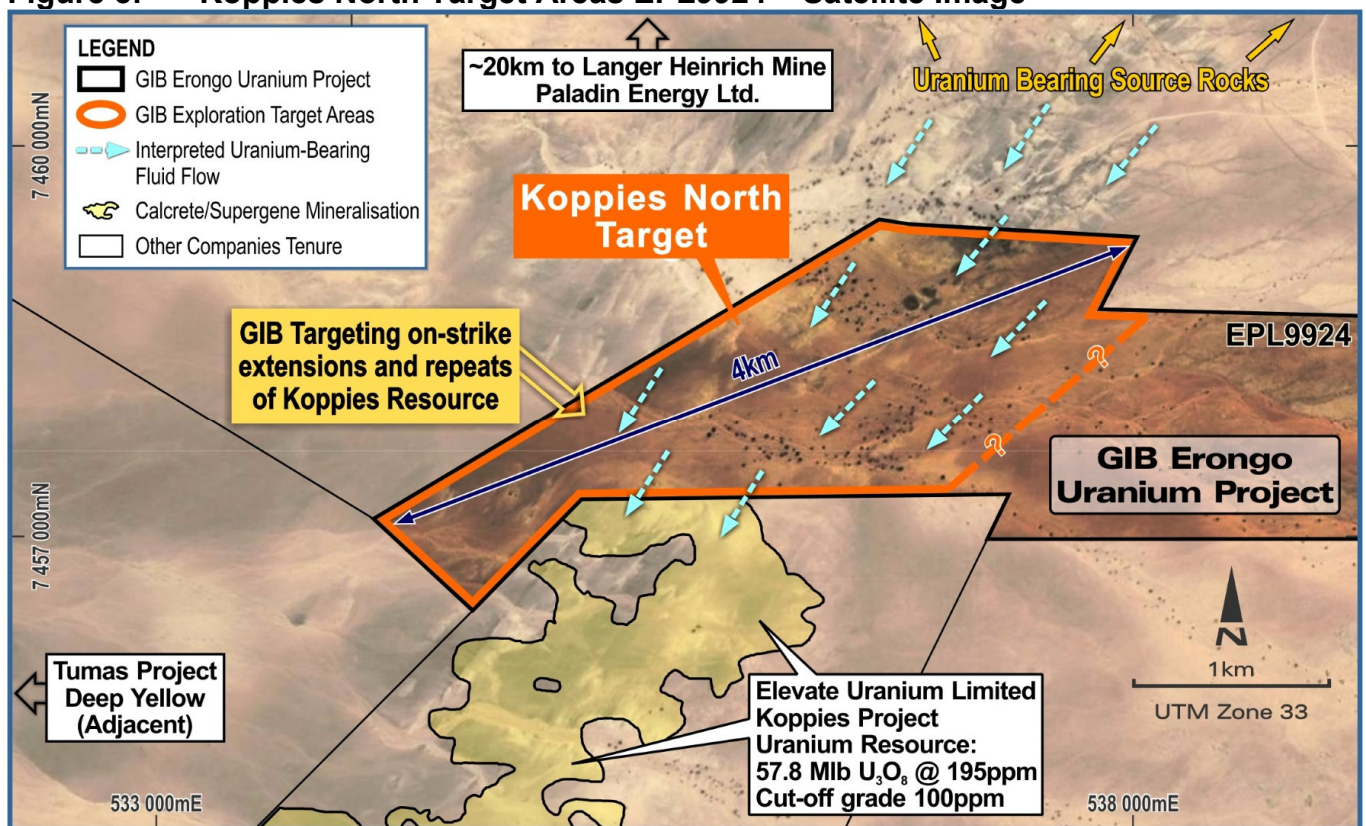 Figure 3: Koppies North Target Areas EPL9924 – Satellite Image
LEGEND
GIB Erongo Uranium Project
GIB Exploration Target Areas
Interpreted Uranium-Bearing
Fluid Flow
Calcrete/Supergene Mineralisation
Other Companies Tenure
~20km to Langer Heinrich Mine
Paladin Energy Ltd.
Uranium Bearing Source Rocks
7 460 000mN
Koppies North
Target
GIB Targeting on-strike
extensions and repeats
of Koppies Resource
4km
EPL9924
?
?
GIB Erongo
Uranium Project
7 457 000mN
N
1km
UTM Zone 33
Tumas Project
Deep Yellow
(Adjacent)
Elevate Uranium Limited
Koppies Project
Uranium Resource:
57.8 Mlb U₃O₈ @ 195ppm
Cut-off grade 100ppm
533 000mE
538 000mE